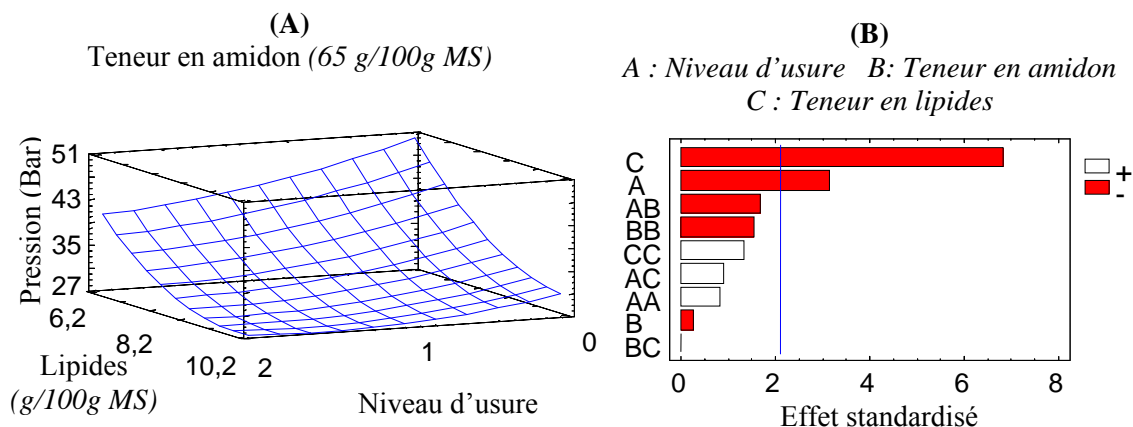 (A)
Teneur en amidon (65 g/100g MS)
Pression (Bar)
51
43
35
27
6,2
8,2
10,2
2
1
0
Lipides
(g/100g MS)
Niveau d'usure
(B)
A : Niveau d'usure B: Teneur en amidon
C : Teneur en lipides
C
A
AB
BB
CC
AC
AA
B
BC
+
-
0
2
4
6
8
Effet standardisé